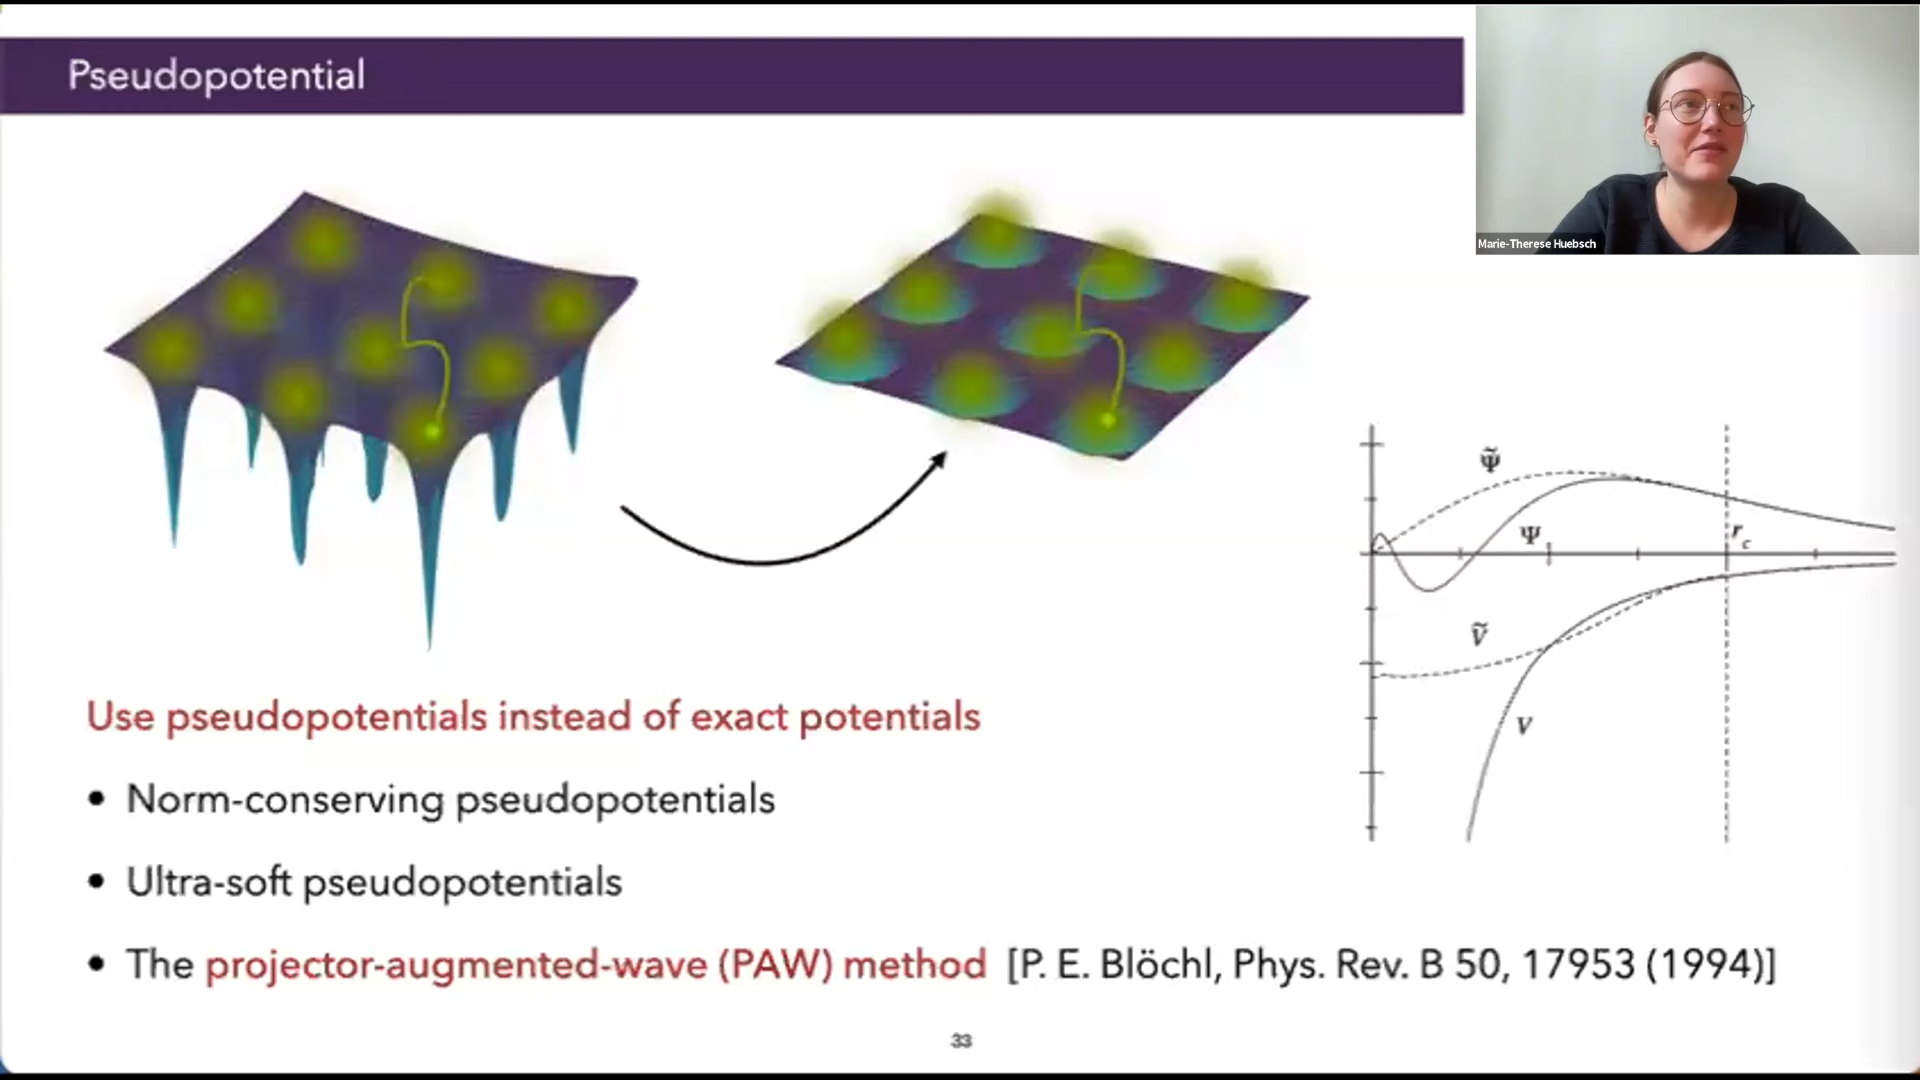 Pseudopotential
Marie-Therese Huebsch
Ψ̃
Ψ
r_c
Ṽ
V
Use pseudopotentials instead of exact potentials
• Norm-conserving pseudopotentials
• Ultra-soft pseudopotentials
• The projector-augmented-wave (PAW) method [P. E. Blöchl, Phys. Rev. B 50, 17953 (1994)]
33